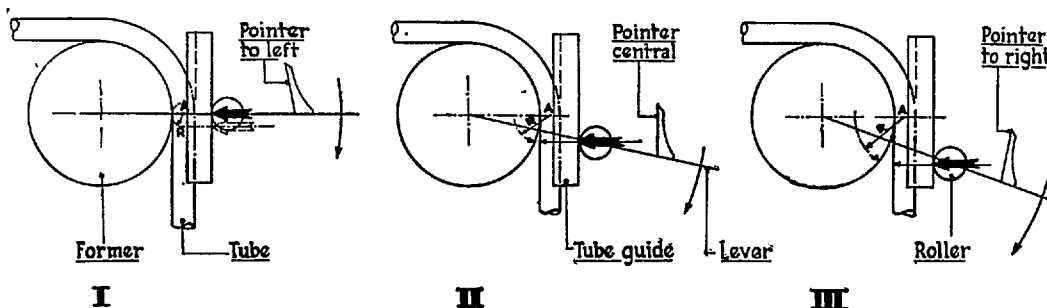 Pointer
to left
A
Former
Tube
I
Pointer
central
A
Tube guide
Lever
II
Pointer
to right
A
Roller
III